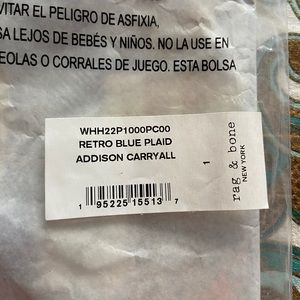 VITAR EL PELIGRO DE ASFIXIA,
SA LEJOS DE BEBÉS Y NIÑOS. NO LA USE EN
EOLAS O CORRALES DE JUEGO. ESTA BOLSA
WHH22P1000PC00
RETRO BLUE PLAID
ADDISON CARRYALL
1 95225 15513 7
1
rag & bone
NEW YORK